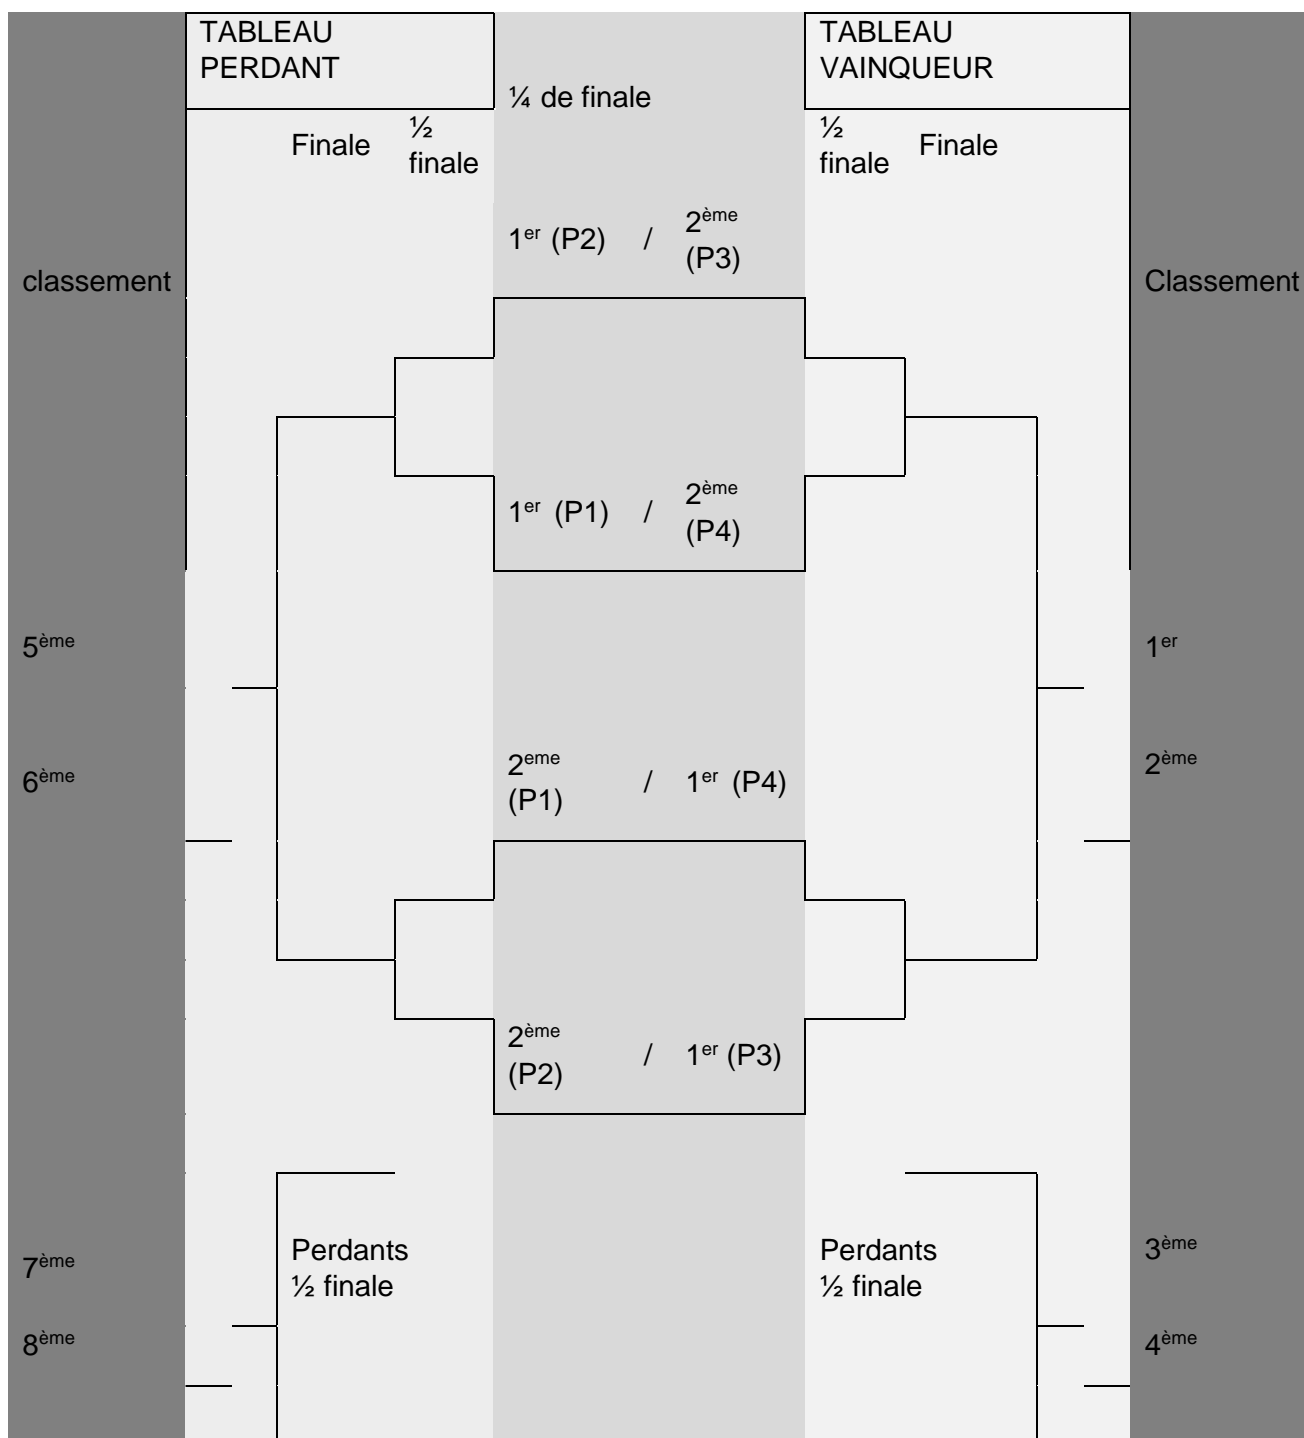 TABLEAU
PERDANT
¼ de finale
TABLEAU
VAINQUEUR
Finale
½
finale
½
finale
Finale
1er (P2) / 2ème
(P3)
classement
Classement
1er (P1) / 2ème
(P4)
5ème
1er
6ème
2eme
(P1) / 1er (P4)
2ème
2ème
(P2) / 1er (P3)
7ème
Perdants
½ finale
Perdants
½ finale
3ème
8ème
4ème